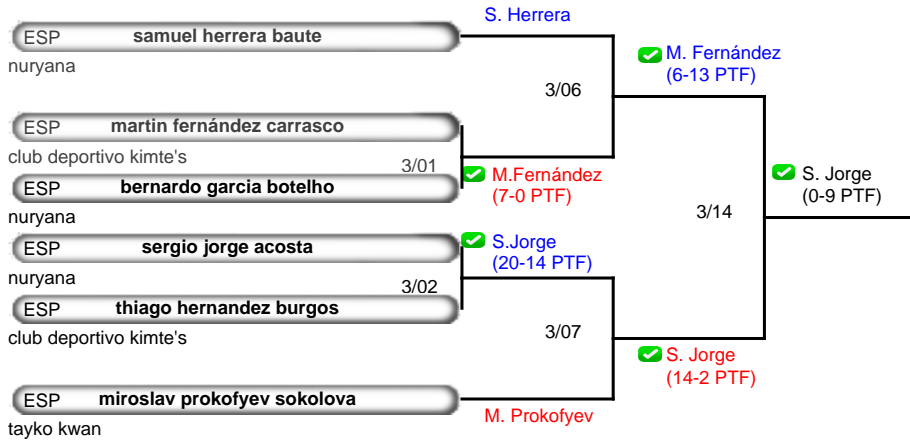 S. Herrera
ESP samuel herrera baute
nuryana
M. Fernández
(6-13 PTF)
3/06
ESP martin fernández carrasco
club deportivo kimte's
3/01
M.Fernández
(7-0 PTF)
ESP bernardo garcia botelho
nuryana
S. Jorge
(0-9 PTF)
3/14
ESP sergio jorge acosta
nuryana
S.Jorge
(20-14 PTF)
3/02
ESP thiago hernandez burgos
club deportivo kimte's
3/07
S. Jorge
(14-2 PTF)
ESP miroslav prokofyev sokolova
tayko kwan
M. Prokofyev